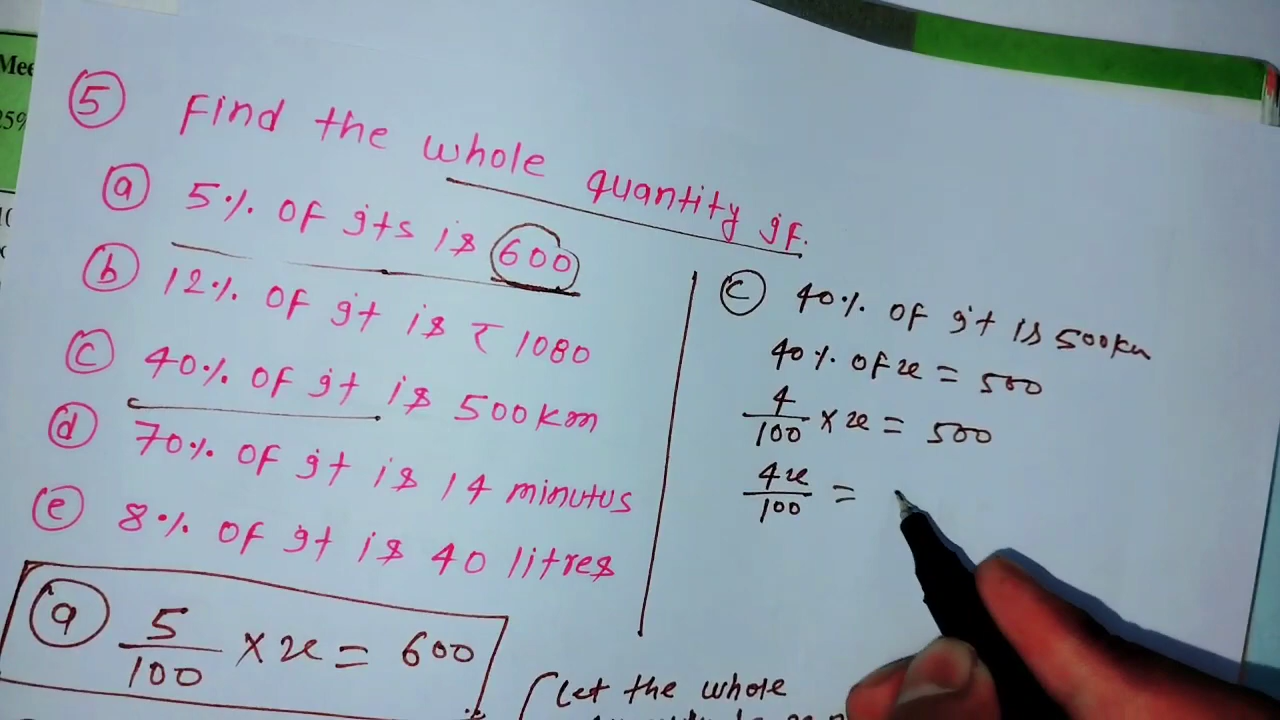 Mee
25%
⑤ Find the whole quantity if.
ⓐ 5% of its is 600
ⓑ 12% of it is ₹ 1080
ⓒ 40% of it is 500km
ⓓ 70% of it is 14 minutus
ⓔ 8% of it is 40 litres
ⓐ 5/100 × x = 600
Let the whole
ⓒ 40% of it is 500km
40% of x = 500
4/100 × x = 500
4x/100 =